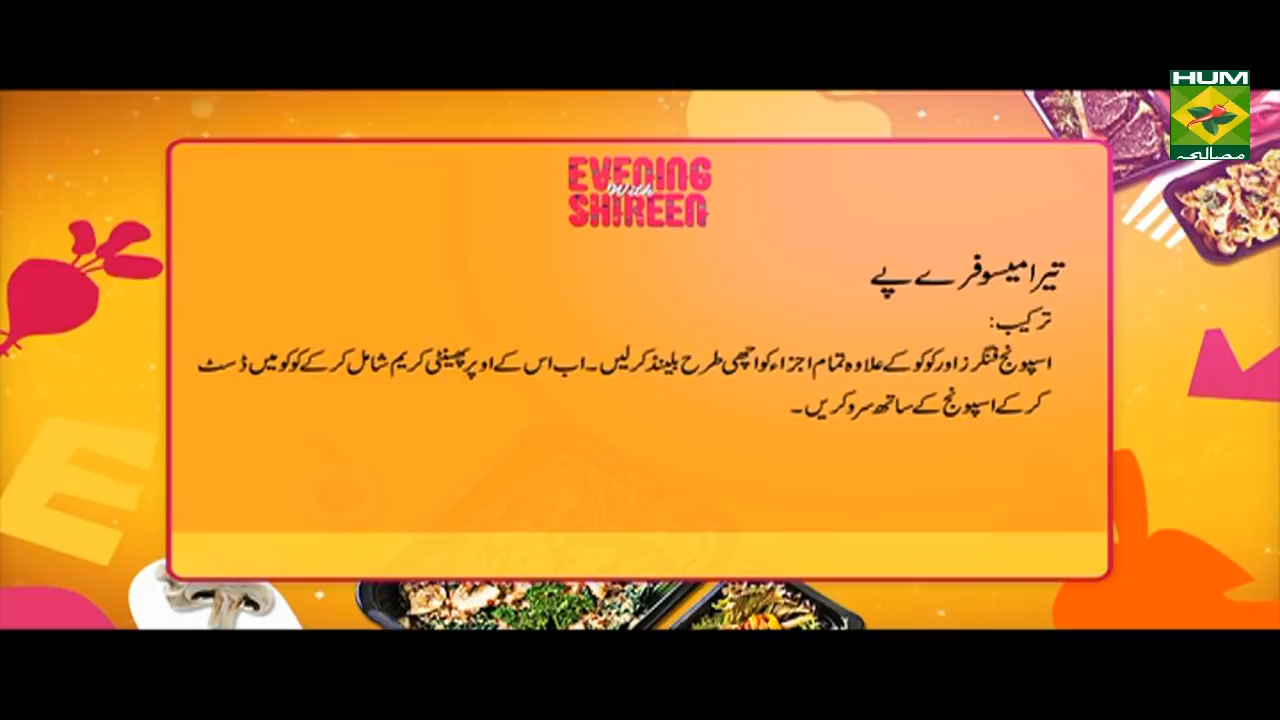 HUM
مصالحہ
EVENING
With
SHIREEN
تیرامیسو فرے پے
ترکیب:
اسپونج فنگرز اور کوکو کے علاوہ تمام اجزاء کو اچھی طرح بلینڈ کرلیں۔ اب اس کے اوپر پھینٹی کریم شامل کرکے کوکو میں ڈسٹ
کرکے اسپونج کے ساتھ سرو کریں۔